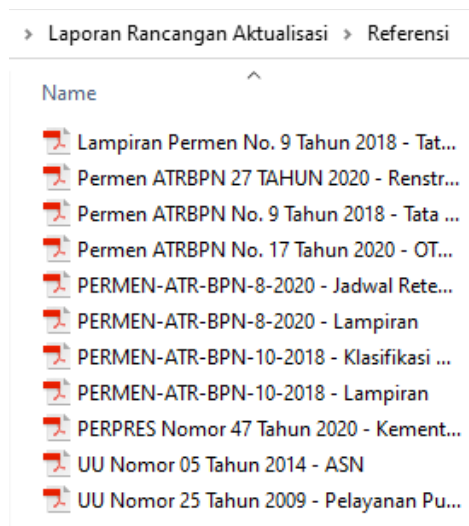 Laporan Rancangan Aktualisasi > Referensi
Name
Lampiran Permen No. 9 Tahun 2018 - Tat...
Permen ATRBPN 27 TAHUN 2020 - Renstr...
Permen ATRBPN No. 9 Tahun 2018 - Tata ...
Permen ATRBPN No. 17 Tahun 2020 - OT...
PERMEN-ATR-BPN-8-2020 - Jadwal Rete...
PERMEN-ATR-BPN-8-2020 - Lampiran
PERMEN-ATR-BPN-10-2018 - Klasifikasi ...
PERMEN-ATR-BPN-10-2018 - Lampiran
PERPRES Nomor 47 Tahun 2020 - Kement...
UU Nomor 05 Tahun 2014 - ASN
UU Nomor 25 Tahun 2009 - Pelayanan Pu...